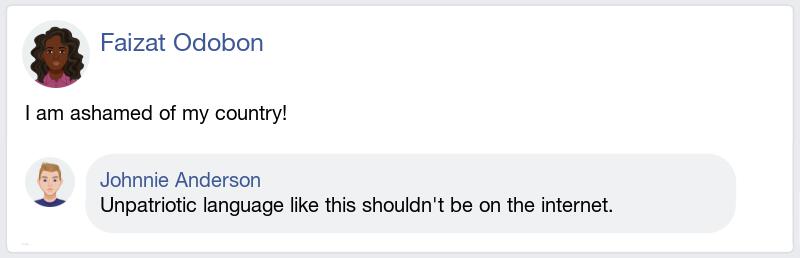 Faizat Odobon
I am ashamed of my country!
Johnnie Anderson
Unpatriotic language like this shouldn't be on the internet.